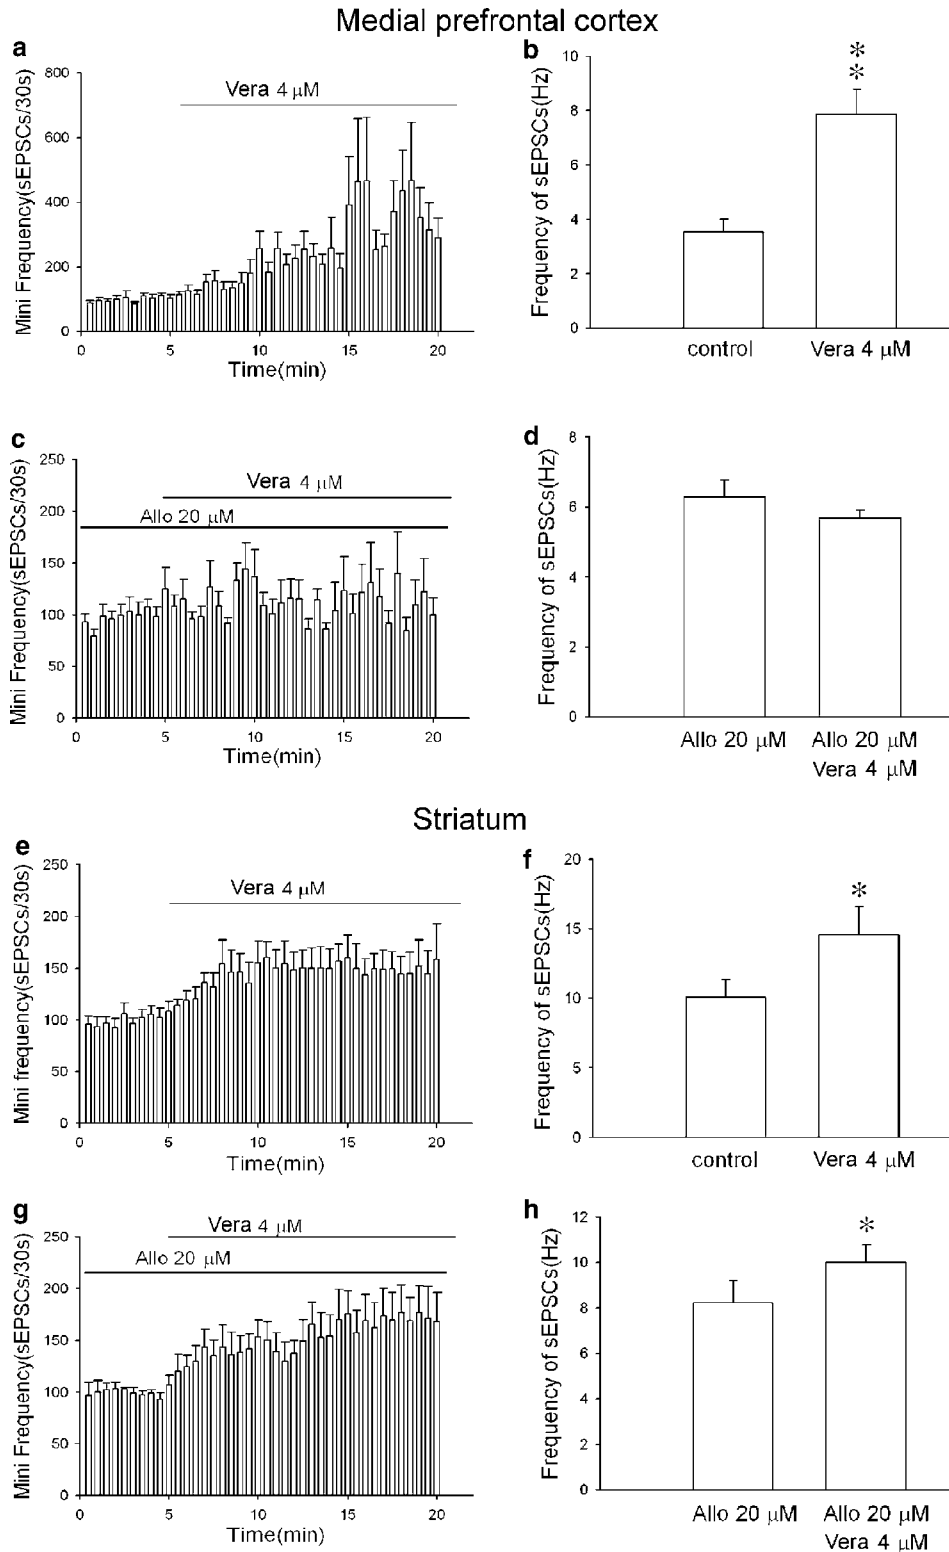 Medial prefrontal cortex
a
Mini Frequency(sEPSCs/30s)
800
600
400
200
0
Vera 4 μM
0 5 10 15 20
Time(min)
b
Frequency of sEPSCs(Hz)
10
8
6
4
2
0
*
*
control Vera 4 μM
c
Mini Frequency(sEPSCs/30s)
250
200
150
100
50
0
Vera 4 μM
Allo 20 μM
0 5 10 15 20
Time(min)
d
Frequency of sEPSCs(Hz)
8
6
4
2
0
Allo 20 μM Allo 20 μM
Vera 4 μM
Striatum
e
Mini frequency(sEPSCs/30s)
250
200
150
100
50
0
Vera 4 μM
0 5 10 15 20
Time(min)
f
Frequency of sEPSCs(Hz)
20
15
10
5
0
*
control Vera 4 μM
g
Mini Frequency(sEPSCs/30s)
250
200
150
100
50
0
Vera 4 μM
Allo 20 μM
0 5 10 15 20
Time(min)
h
Frequency of sEPSCs(Hz)
12
10
8
6
4
2
0
*
Allo 20 μM Allo 20 μM
Vera 4 μM